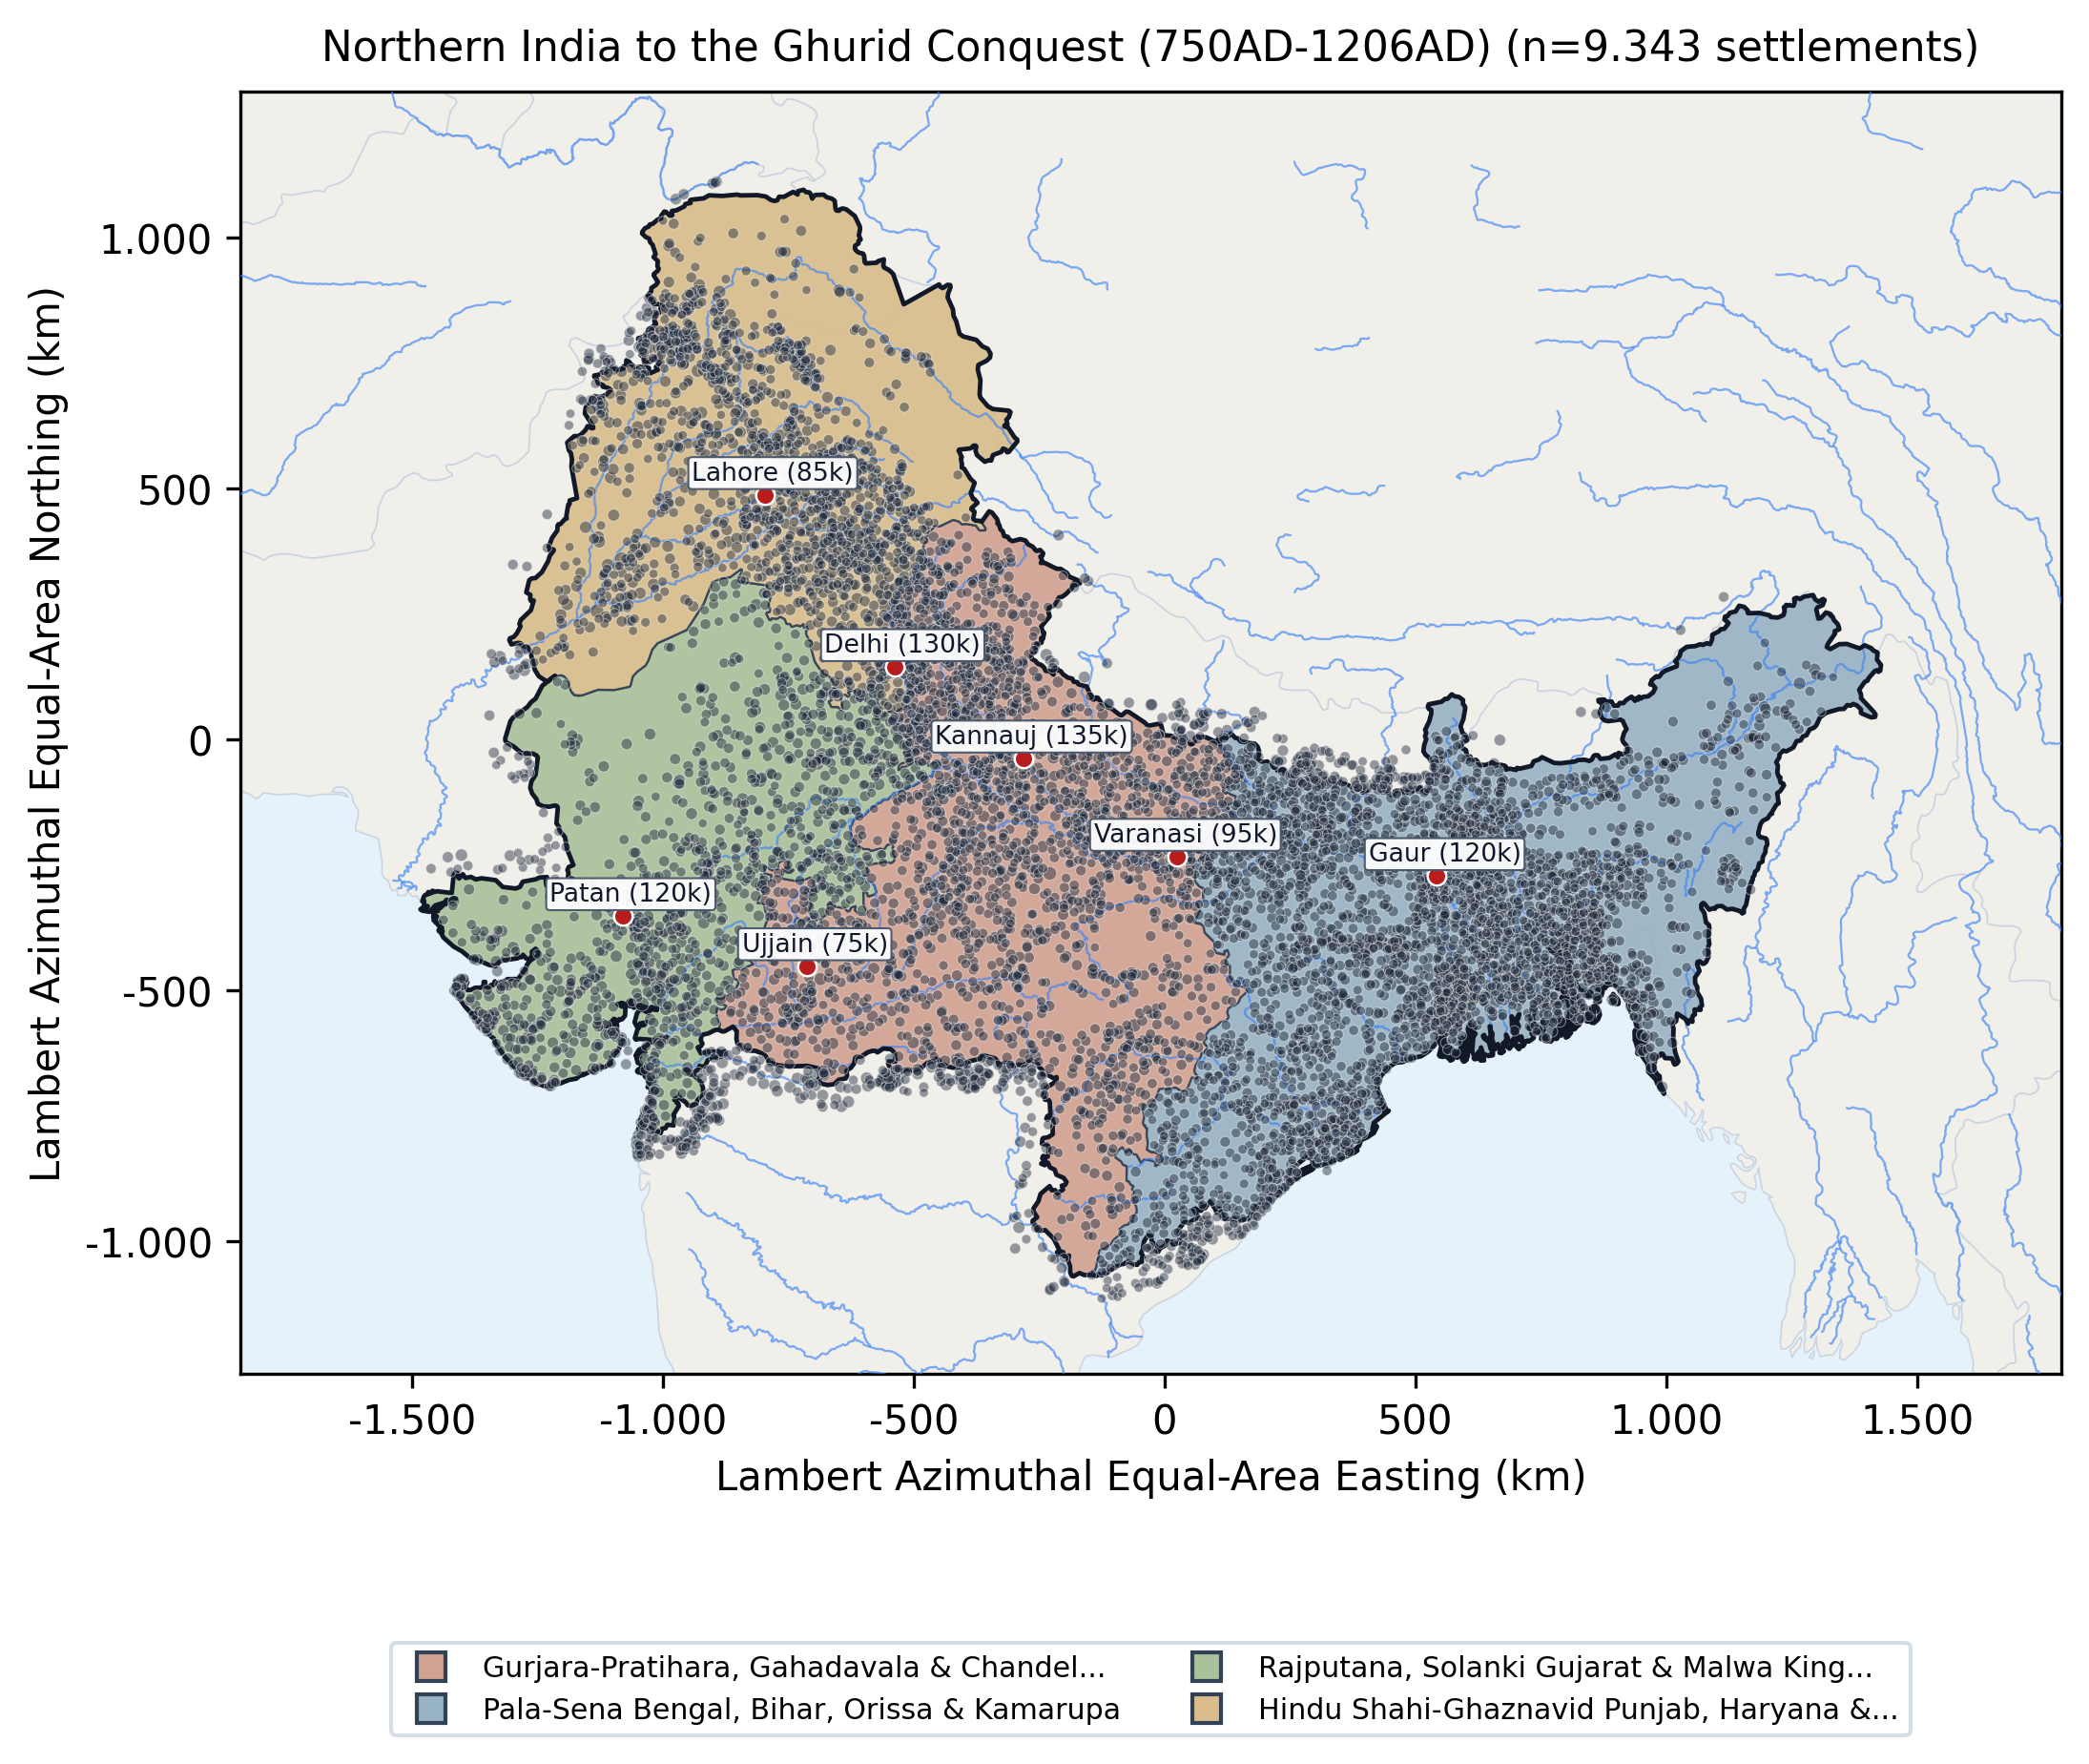 Northern India to the Ghurid Conquest (750AD-1206AD) (n=9.343 settlements)
Lambert Azimuthal Equal-Area Northing (km)
1.000
500
0
-500
-1.000
Lahore (85k)
Delhi (130k)
Kannauj (135k)
Varanasi (95k)
Gaur (120k)
Patan (120k)
Ujjain (75k)
-1.500 -1.000 -500 0 500 1.000 1.500
Lambert Azimuthal Equal-Area Easting (km)
Gurjara-Pratihara, Gahadavala & Chandel...
Pala-Sena Bengal, Bihar, Orissa & Kamarupa
Rajputana, Solanki Gujarat & Malwa King...
Hindu Shahi-Ghaznavid Punjab, Haryana &...